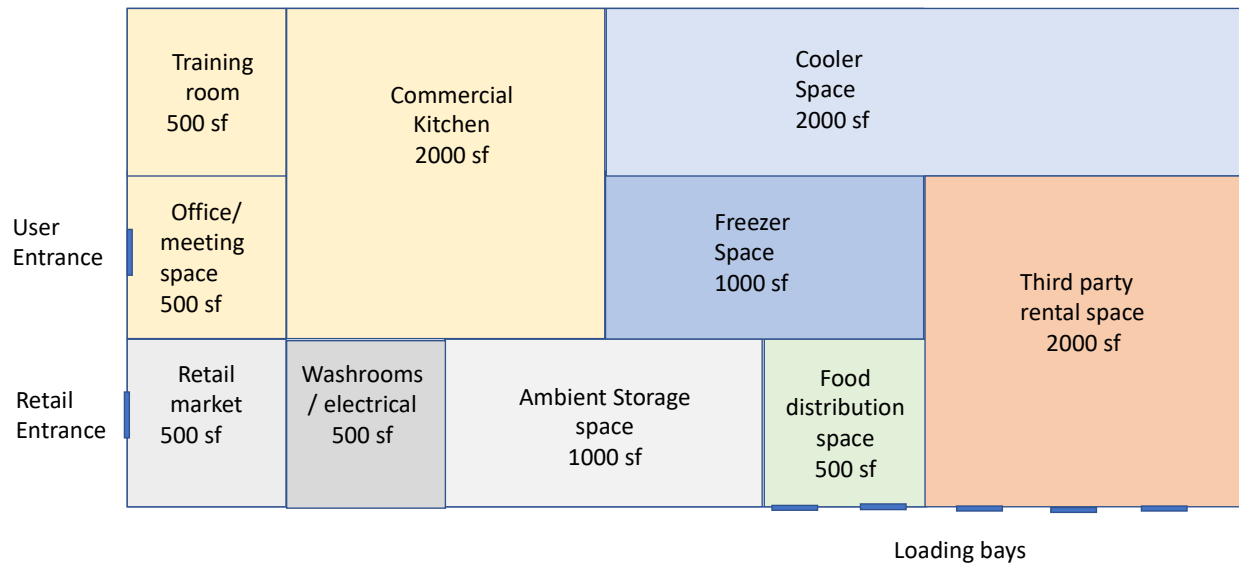 Training
room
500 sf
Commercial
Kitchen
2000 sf
Cooler
Space
2000 sf
User
Entrance
Office/
meeting
space
500 sf
Freezer
Space
1000 sf
Third party
rental space
2000 sf
Retail
Entrance
Retail
market
500 sf
Washrooms
/ electrical
500 sf
Ambient Storage
space
1000 sf
Food
distribution
space
500 sf
Loading bays